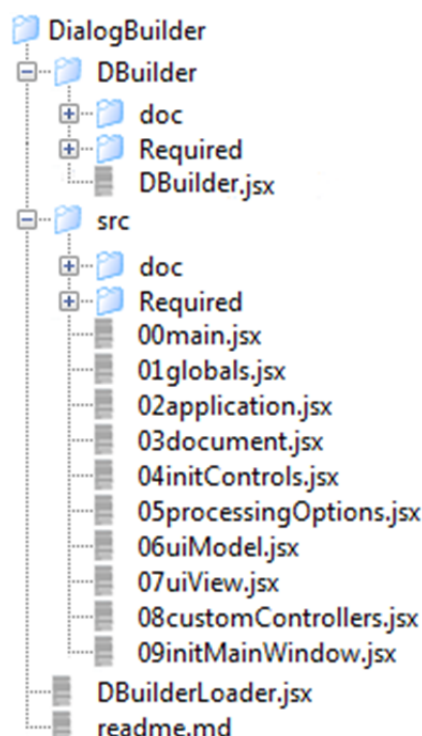 DialogBuilder
DBuilder
doc
Required
DBuilder.jsx
src
doc
Required
00main.jsx
01globals.jsx
02application.jsx
03document.jsx
04initControls.jsx
05processingOptions.jsx
06uiModel.jsx
07uiView.jsx
08customControllers.jsx
09initMainWindow.jsx
DBuilderLoader.jsx
readme.md